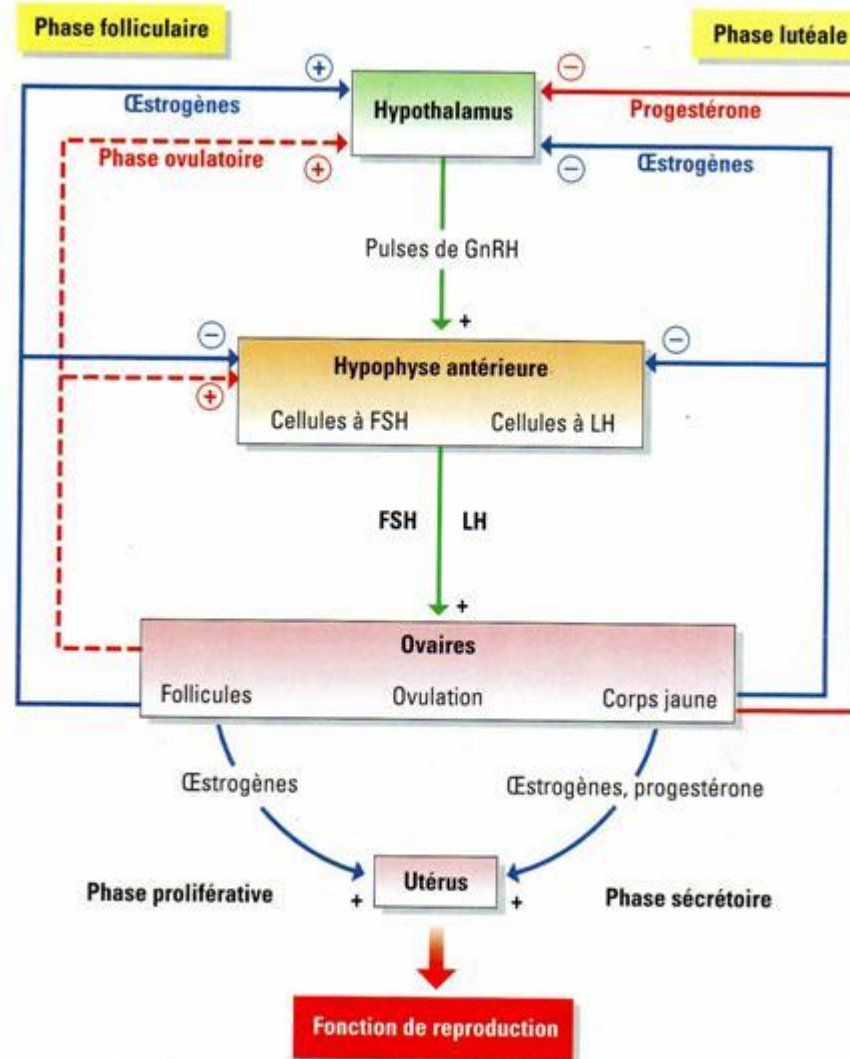 Phase folliculaire
Phase lutéale
+
−
Œstrogènes
Hypothalamus
Progestérone
Phase ovulatoire
+
−
Œstrogènes
Pulses de GnRH
+
−
−
Hypophyse antérieure
+
Cellules à FSH
Cellules à LH
FSH
LH
+
Ovaires
Follicules
Ovulation
Corps jaune
Œstrogènes
Œstrogènes, progestérone
Utérus
Phase proliférative
+
+
Phase sécrétoire
Fonction de reproduction